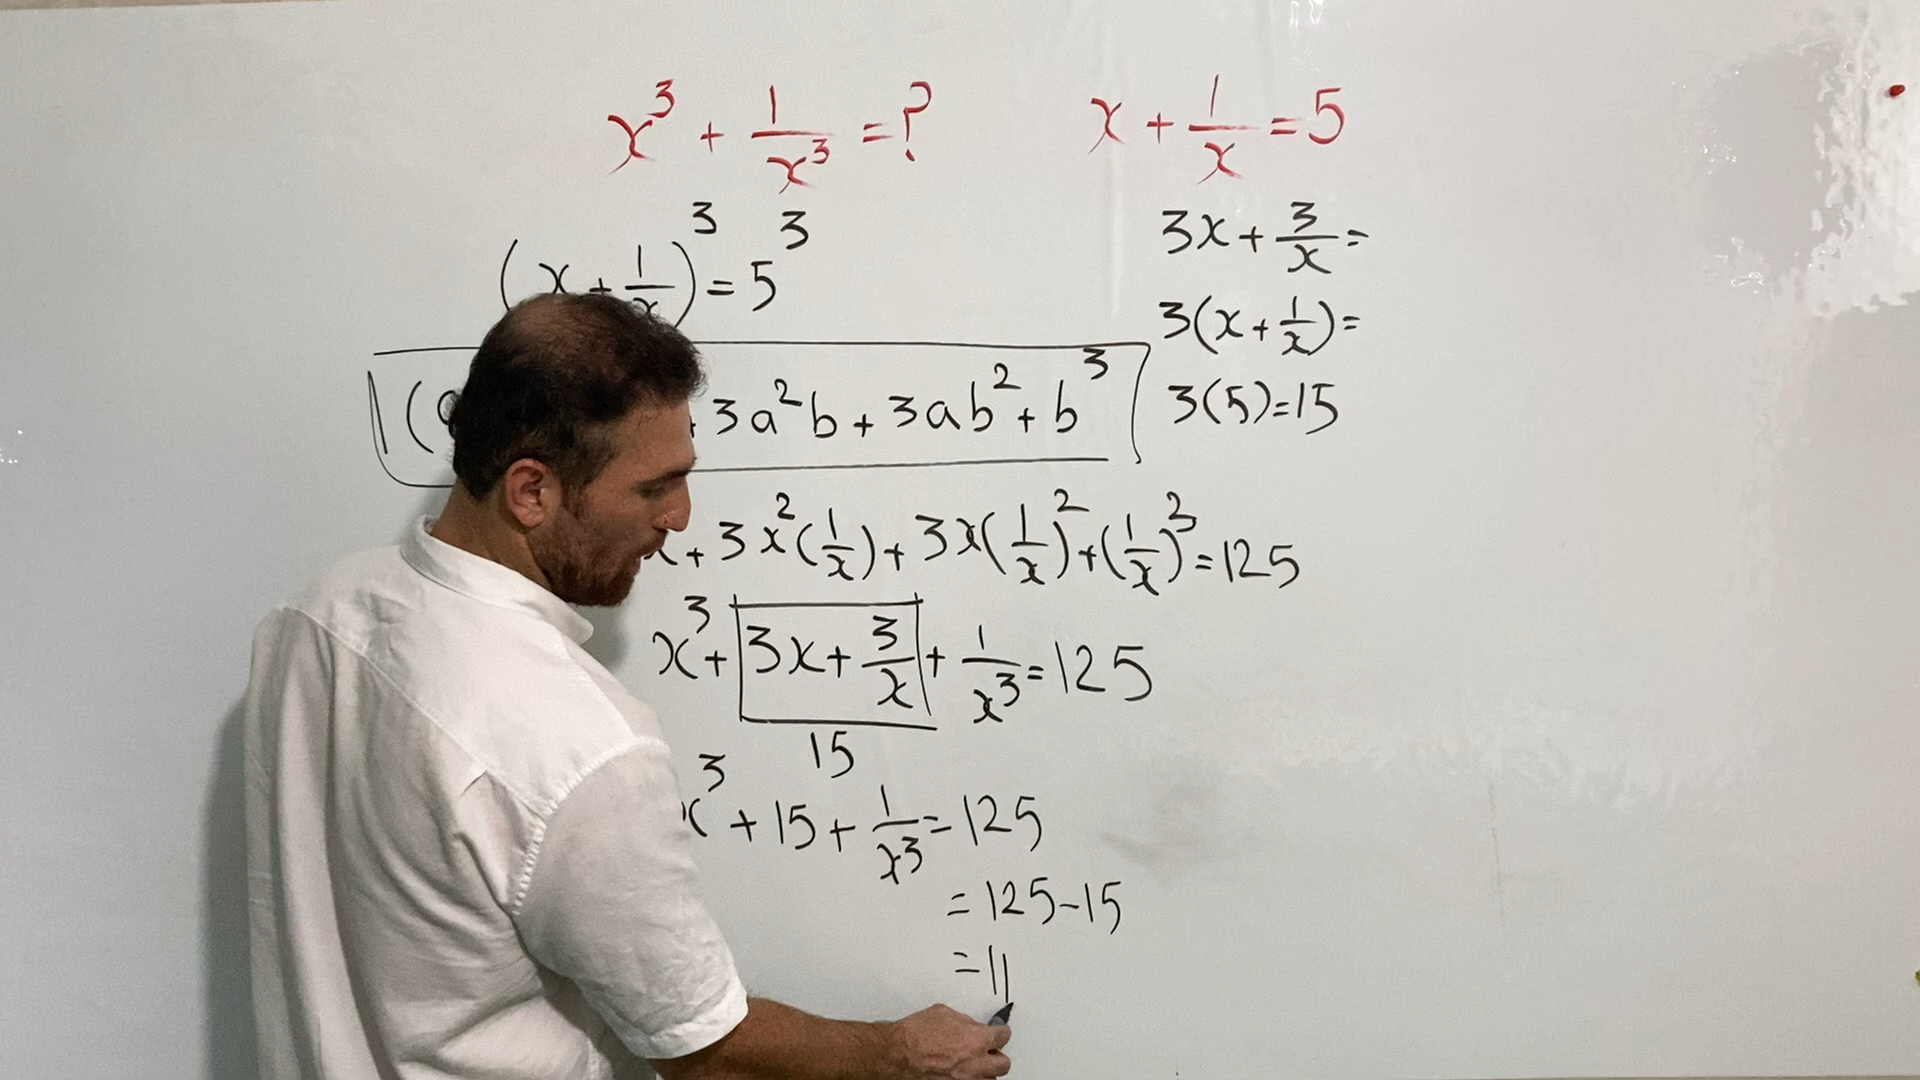 x³ + 1/x³ = ?
x + 1/x = 5
(x + 1/x)³ = 5³
3x + 3/x =
3(x + 1/x) =
3(5) = 15
( 3a²b + 3ab² + b³
+ 3x²(1/x) + 3x(1/x)² + (1/x)³ = 125
x³ + 3x + 3/x + 1/x³ = 125
15
x³ + 15 + 1/x³ = 125
= 125 - 15
= 11